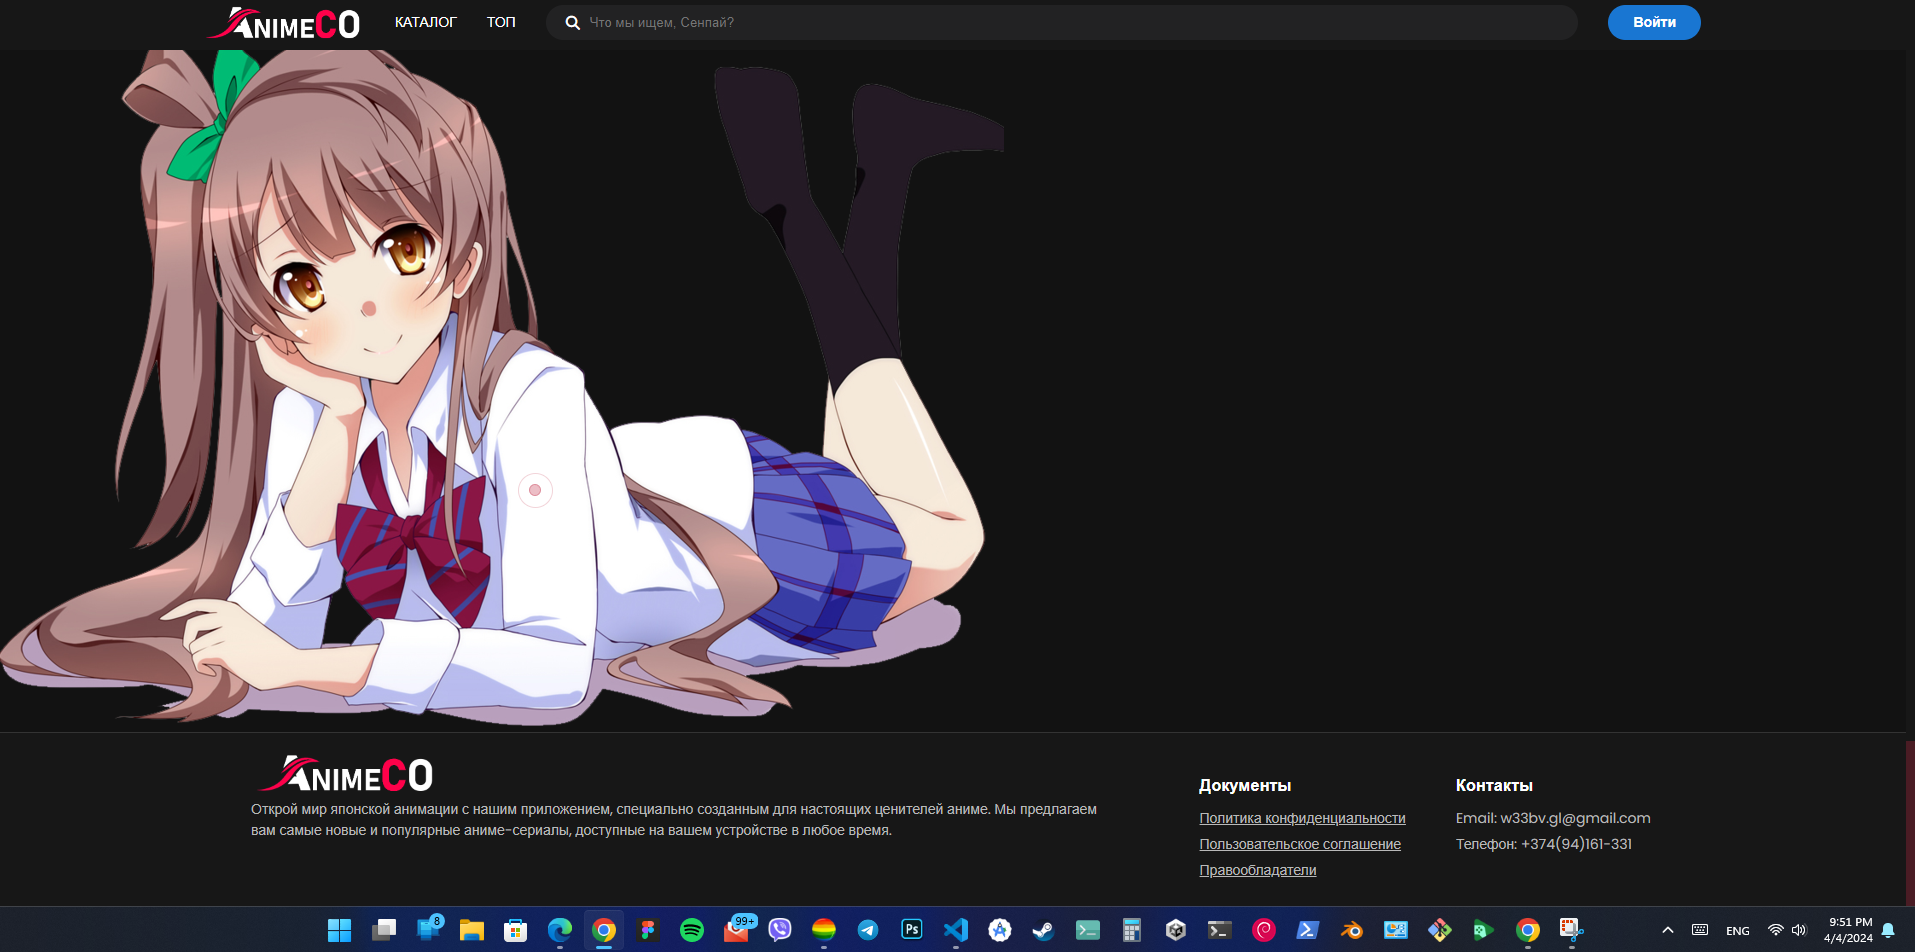 ANIMECO
КАТАЛОГ
ТОП
Что мы ищем, Сенпай?
Войти
ANIMECO
Открой мир японской анимации с нашим приложением, специально созданным для настоящих ценителей аниме. Мы предлагаем
вам самые новые и популярные аниме-сериалы, доступные на вашем устройстве в любое время.
Документы
Политика конфиденциальности
Пользовательское соглашение
Правообладатели
Контакты
Email: w33bv.gl@gmail.com
Телефон: +374(94)161-331
8
99+
Ps
ENG
9:51 PM
4/4/2024